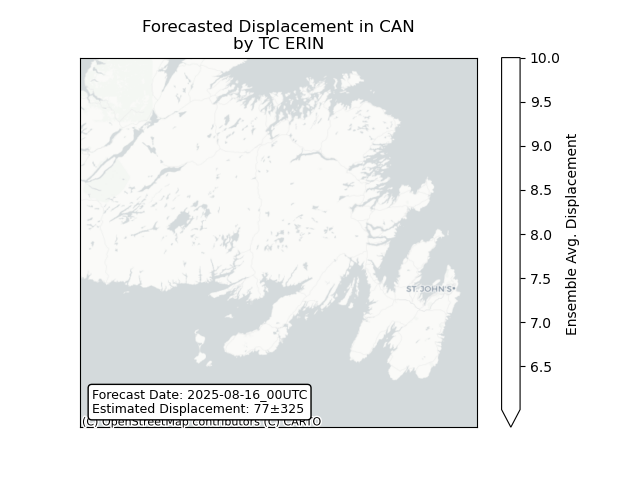 Forecasted Displacement in CAN
by TC ERIN
10.0
9.5
9.0
8.5
8.0
7.5
7.0
6.5
Ensemble Avg. Displacement
ST. JOHN'S
Forecast Date: 2025-08-16_00UTC
Estimated Displacement: 77±325
(C) OpenStreetMap contributors (C) CARTO